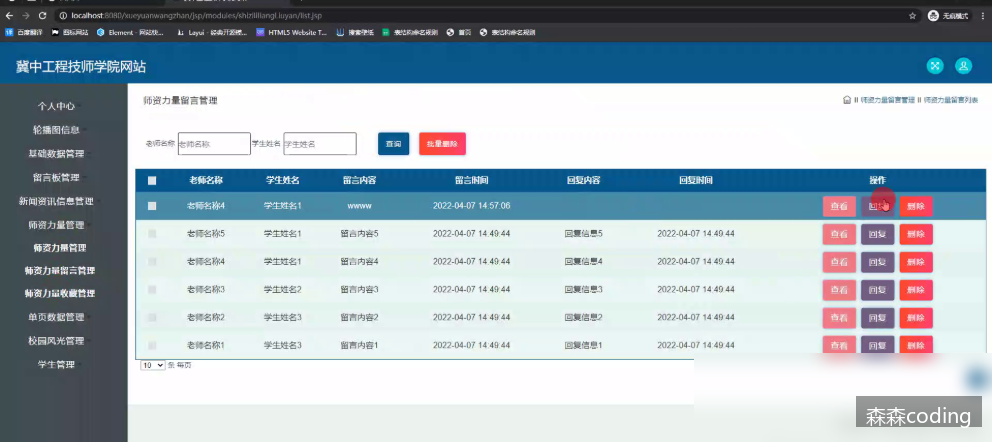 localhost:8080/xueyuanwangzhan/jsp/modules/shiziliiliangLiuyan/list.jsp 无痕模式
百度翻译 图标网站 Element - 网站快... Layui - 经典开源模... HTML5 Website T... 搜索壁纸 表结构命名规则 首页 表结构命名规则
冀中工程技师学院网站
个人中心
轮播图信息
基础数据管理
留言板管理
新闻资讯信息管理
师资力量管理
师资力量管理
师资力量留言管理
师资力量收藏管理
单页数据管理
校园风光管理
学生管理
师资力量留言管理 师资力量留言管理 师资力量留言列表
老师名称 老师名称 学生姓名 学生姓名 查询 批量删除
老师名称 学生姓名 留言内容 留言时间 回复内容 回复时间 操作
老师名称4 学生姓名1 wwww 2022-04-07 14:57:06 查看 回复 删除
老师名称5 学生姓名1 留言内容5 2022-04-07 14:49:44 回复信息5 2022-04-07 14:49:44 查看 回复 删除
老师名称4 学生姓名1 留言内容4 2022-04-07 14:49:44 回复信息4 2022-04-07 14:49:44 查看 回复 删除
老师名称3 学生姓名2 留言内容3 2022-04-07 14:49:44 回复信息3 2022-04-07 14:49:44 查看 回复 删除
老师名称2 学生姓名3 留言内容2 2022-04-07 14:49:44 回复信息2 2022-04-07 14:49:44 查看 回复 删除
老师名称1 学生姓名3 留言内容1 2022-04-07 14:49:44 回复信息1 2022-04-07 14:49:44 查看 回复 删除
10 条 每页
森森coding